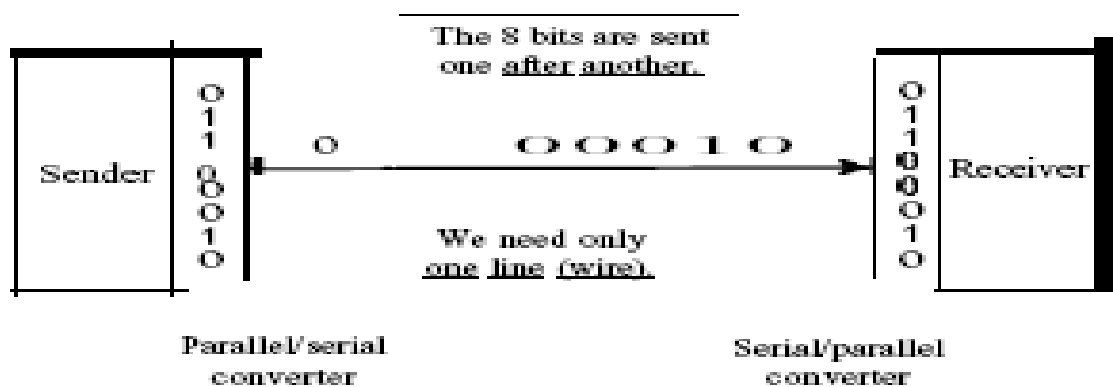 The 8 bits are sent
one after another.
0
1
1
0
0
0
1
0
Sender
0 0 0 0 1 0
We need only
one line (wire).
0
1
1
0
0
0
1
0
Receiver
Parallel/serial
converter
Serial/parallel
converter